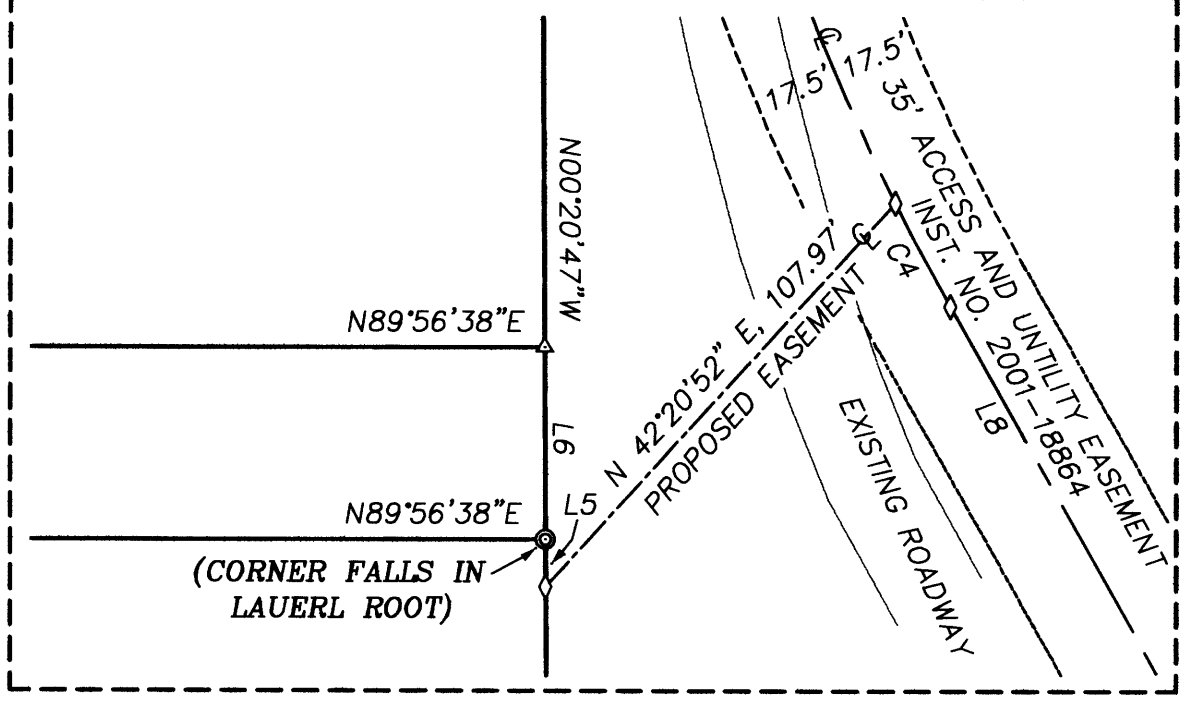 17.5' 17.5'
35' ACCESS AND UNTILITY EASEMENT
INST. NO. 2001-18864
N00°20'47"W
C4
N 42°20'52" E, 107.97'
PROPOSED EASEMENT
N89°56'38"E
L6
L8
EXISTING ROADWAY
N89°56'38"E
L5
(CORNER FALLS IN
LAUERL ROOT)